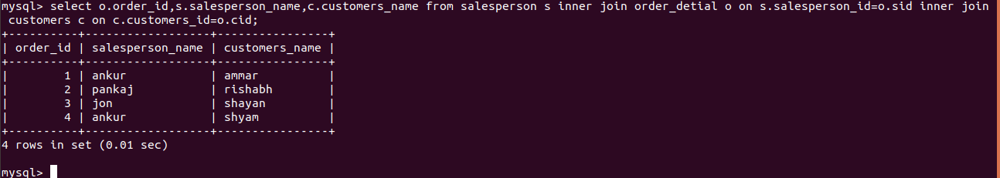 mysql> select o.order_id,s.salesperson_name,c.customers_name from salesperson s inner join order_detial o on s.salesperson_id=o.sid inner join
 customers c on c.customers_id=o.cid;
+----------+------------------+----------------+
| order_id | salesperson_name | customers_name |
+----------+------------------+----------------+
|        1 | ankur            | ammar          |
|        2 | pankaj           | rishabh        |
|        3 | jon              | shayan         |
|        4 | ankur            | shyam          |
+----------+------------------+----------------+
4 rows in set (0.01 sec)
mysql>